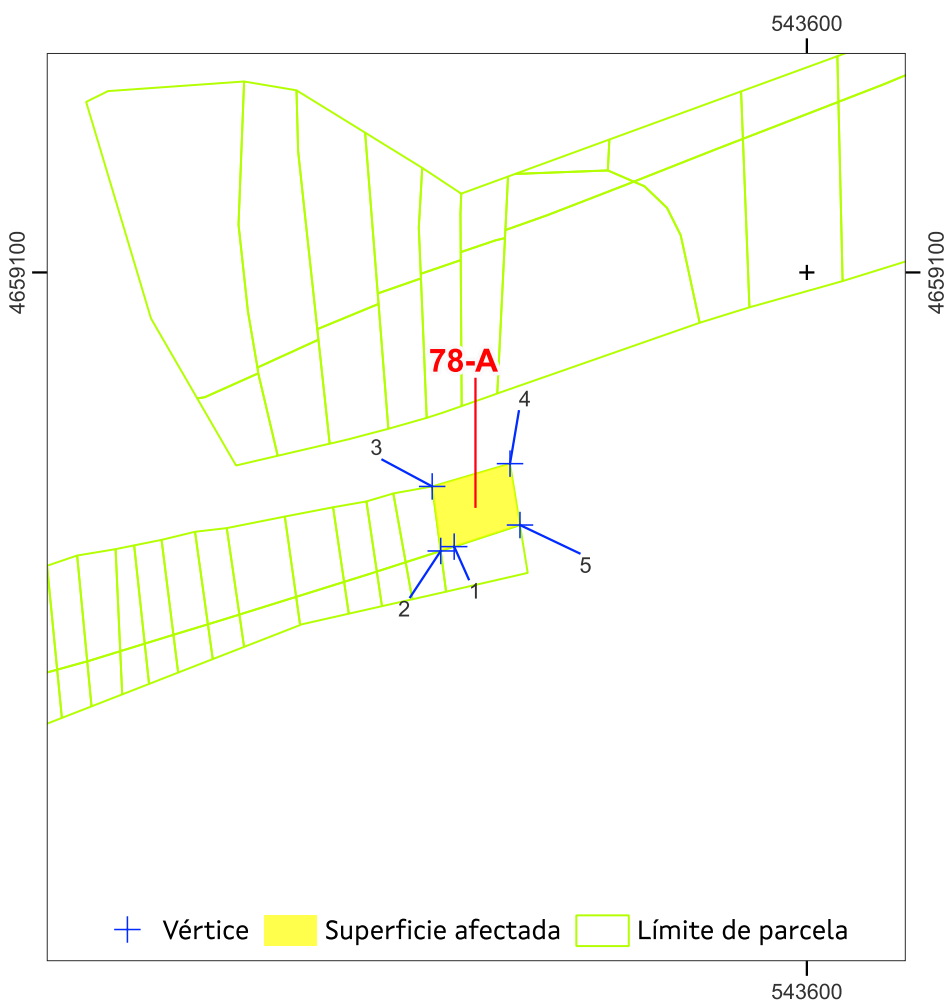 543600
4659100
4659100
78-A
4
3
5
1
2
Vértice
Superficie afectada
Límite de parcela
543600